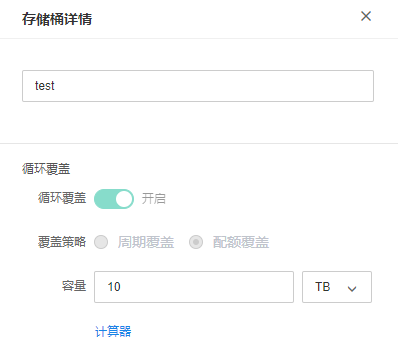 存储桶详情
test
循环覆盖
循环覆盖 开启
覆盖策略 周期覆盖 配额覆盖
容量 10 TB
计算器